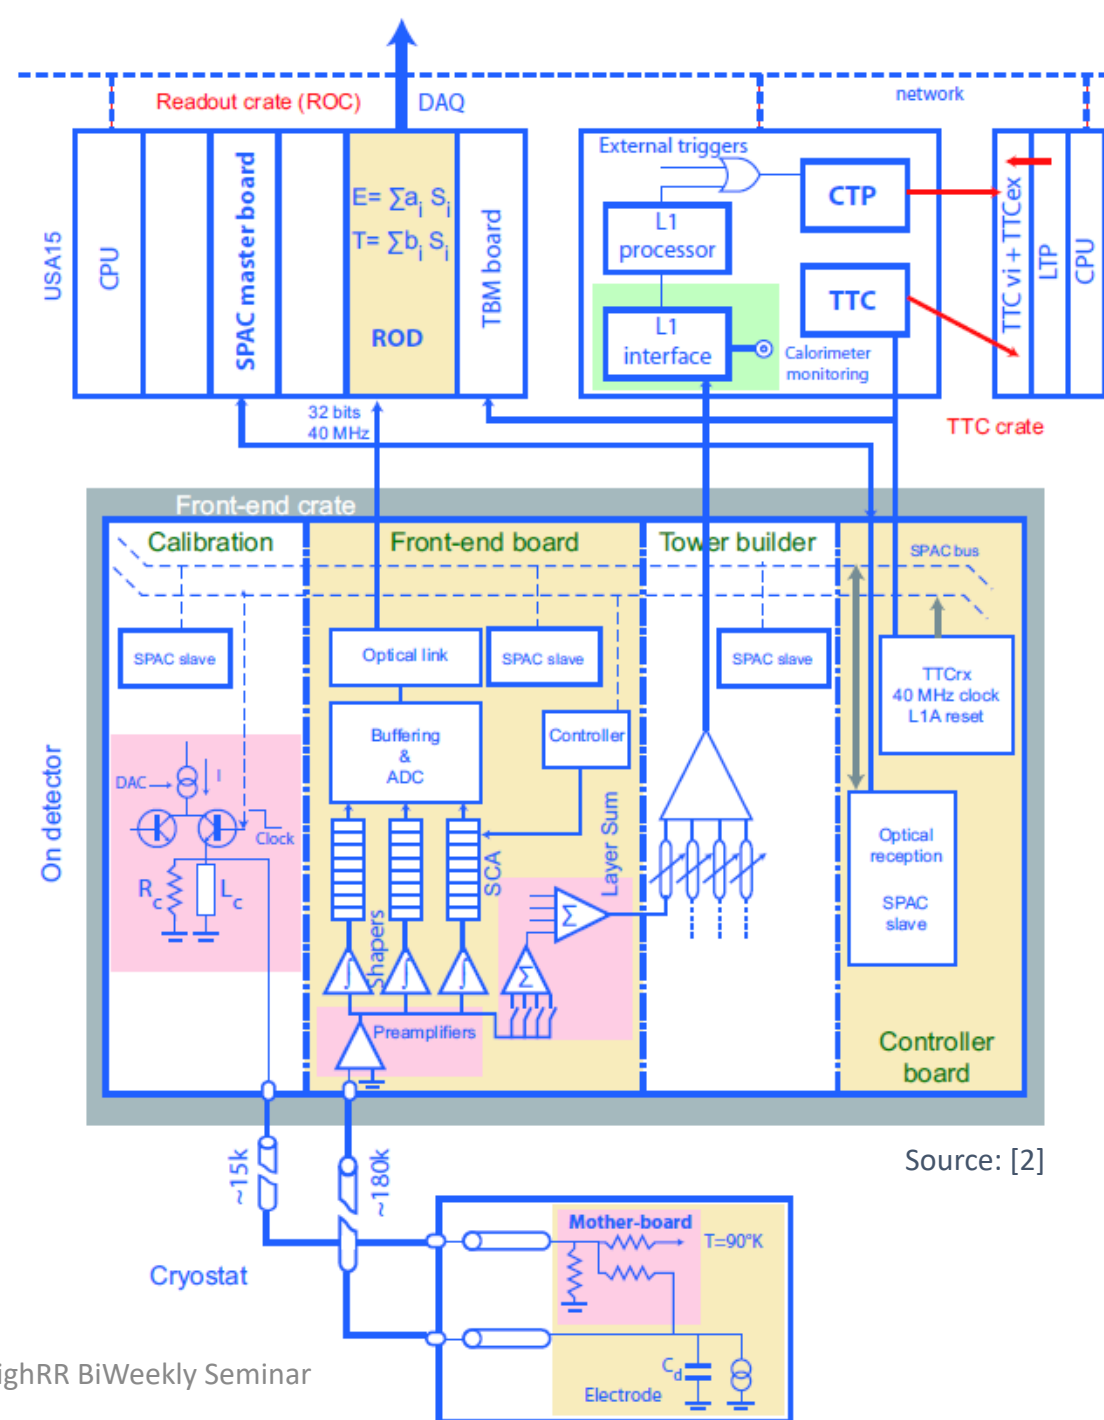 Readout crate (ROC)
DAQ
network
USA15
CPU
SPAC master board
E= ∑a_i S_i
T= ∑b_i S_i
ROD
TBM board
External triggers
CTP
L1
processor
TTC
L1
interface
Calorimeter
monitoring
TTC vi + TTCex
LTP
CPU
TTC crate
32 bits
40 MHz
Front-end crate
On detector
Calibration
Front-end board
Tower builder
SPAC bus
SPAC slave
Optical link
SPAC slave
SPAC slave
TTCrx
40 MHz clock
L1A reset
Buffering
&
ADC
Controller
DAC
I
Clock
R_c
L_c
SCA
Shapers
Layer Sum
∑
∑
∫
∫
∫
Preamplifiers
Optical
reception
SPAC
slave
Controller
board
~15k
~180k
Source: [2]
Mother-board
T=90°K
Cryostat
C_d
Electrode
ighRR BiWeekly Seminar